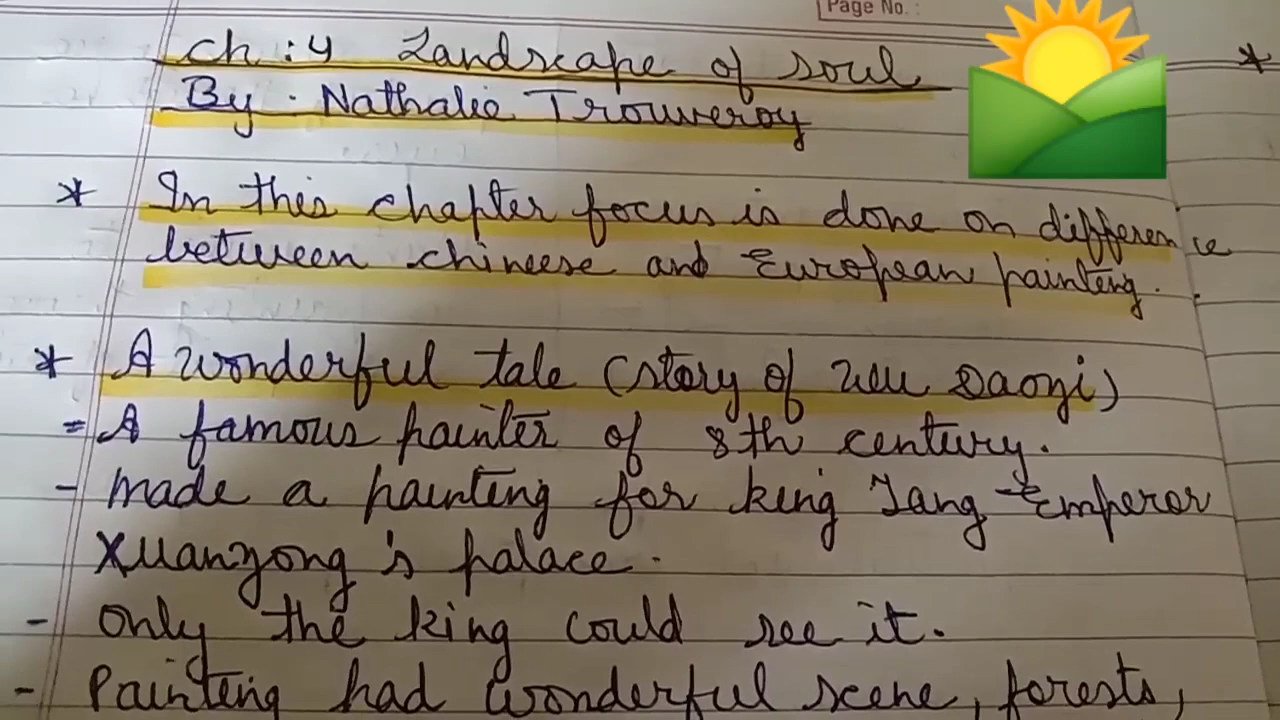 Page No. :
Ch : 4 Landscape of soul
By . Nathalie Trouveroy
* In this chapter focus is done on difference
between chineese and European painting.
* A wonderful tale (story of Wu Daozi)
= A famous painter of 8th century.
- made a painting for king Tang Emperor
Xuanzong's palace.
- only the king could see it.
- Painting had wonderful scene, forests,